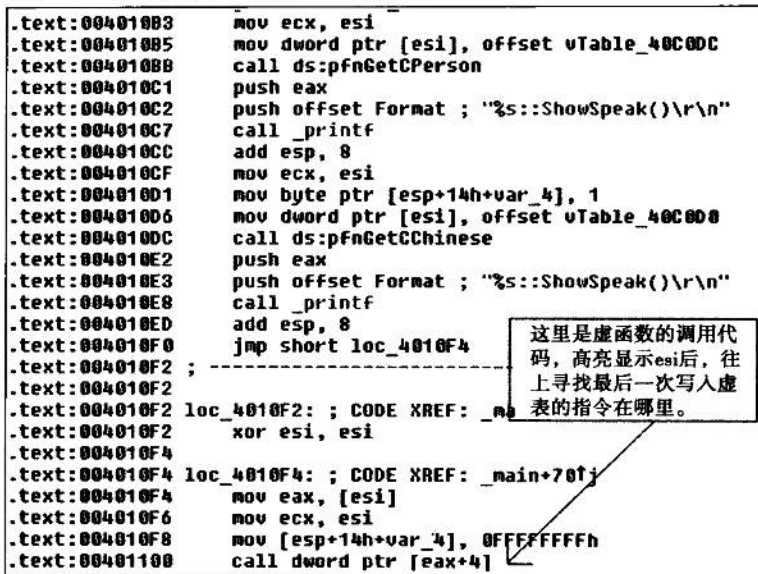 .text:004010B3 mov ecx, esi
.text:004010B5 mov dword ptr [esi], offset vTable_40C0DC
.text:004010BB call ds:pfnGetCPerson
.text:004010C1 push eax
.text:004010C2 push offset Format ; "%s::ShowSpeak()\r\n"
.text:004010C7 call _printf
.text:004010CC add esp, 8
.text:004010CF mov ecx, esi
.text:004010D1 mov byte ptr [esp+14h+var_4], 1
.text:004010D6 mov dword ptr [esi], offset vTable_40C0D0
.text:004010DC call ds:pfnGetCChinese
.text:004010E2 push eax
.text:004010E3 push offset Format ; "%s::ShowSpeak()\r\n"
.text:004010E8 call _printf
.text:004010ED add esp, 8
.text:004010F0 jmp short loc_4010F4
.text:004010F2 ; ---------------------------
.text:004010F2
.text:004010F2 loc_4010F2: ; CODE XREF: _ma
.text:004010F2 xor esi, esi
.text:004010F4
.text:004010F4 loc_4010F4: ; CODE XREF: _main+70↑j
.text:004010F4 mov eax, [esi]
.text:004010F6 mov ecx, esi
.text:004010F8 mov [esp+14h+var_4], 0FFFFFFFFh
.text:00401100 call dword ptr [eax+4]
这里是虚函数的调用代
码，高亮显示esi后，往
上寻找最后一次写入虚
表的指令在哪里。